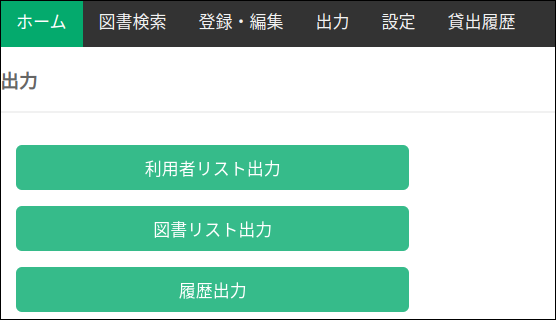 ホーム 図書検索 登録・編集 出力 設定 貸出履歴
出力
利用者リスト出力
図書リスト出力
履歴出力